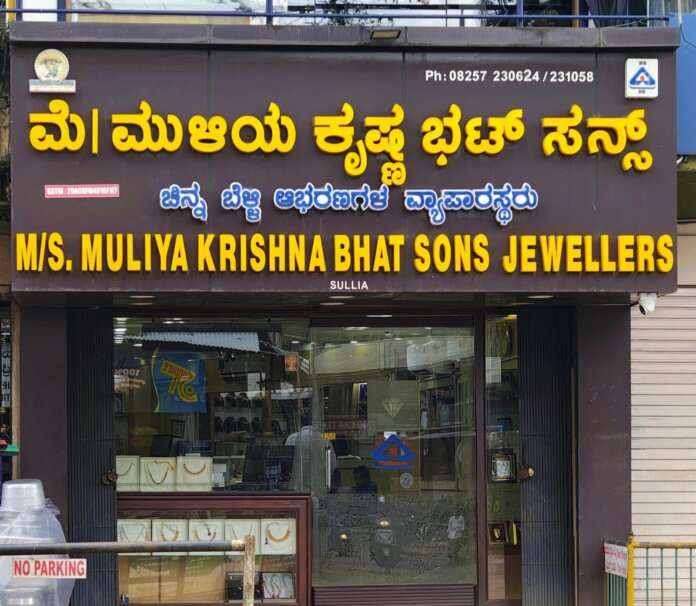 Ph: 08257 230624 / 231058
ಮೆ| ಮುಳಿಯ ಕೃಷ್ಣ ಭಟ್ ಸನ್ಸ್
ಚಿನ್ನ ಬೆಳ್ಳಿ ಆಭರಣಗಳ ವ್ಯಾಪಾರಸ್ಥರು
M/S. MULIYA KRISHNA BHAT SONS JEWELLERS
SULLIA
NO PARKING